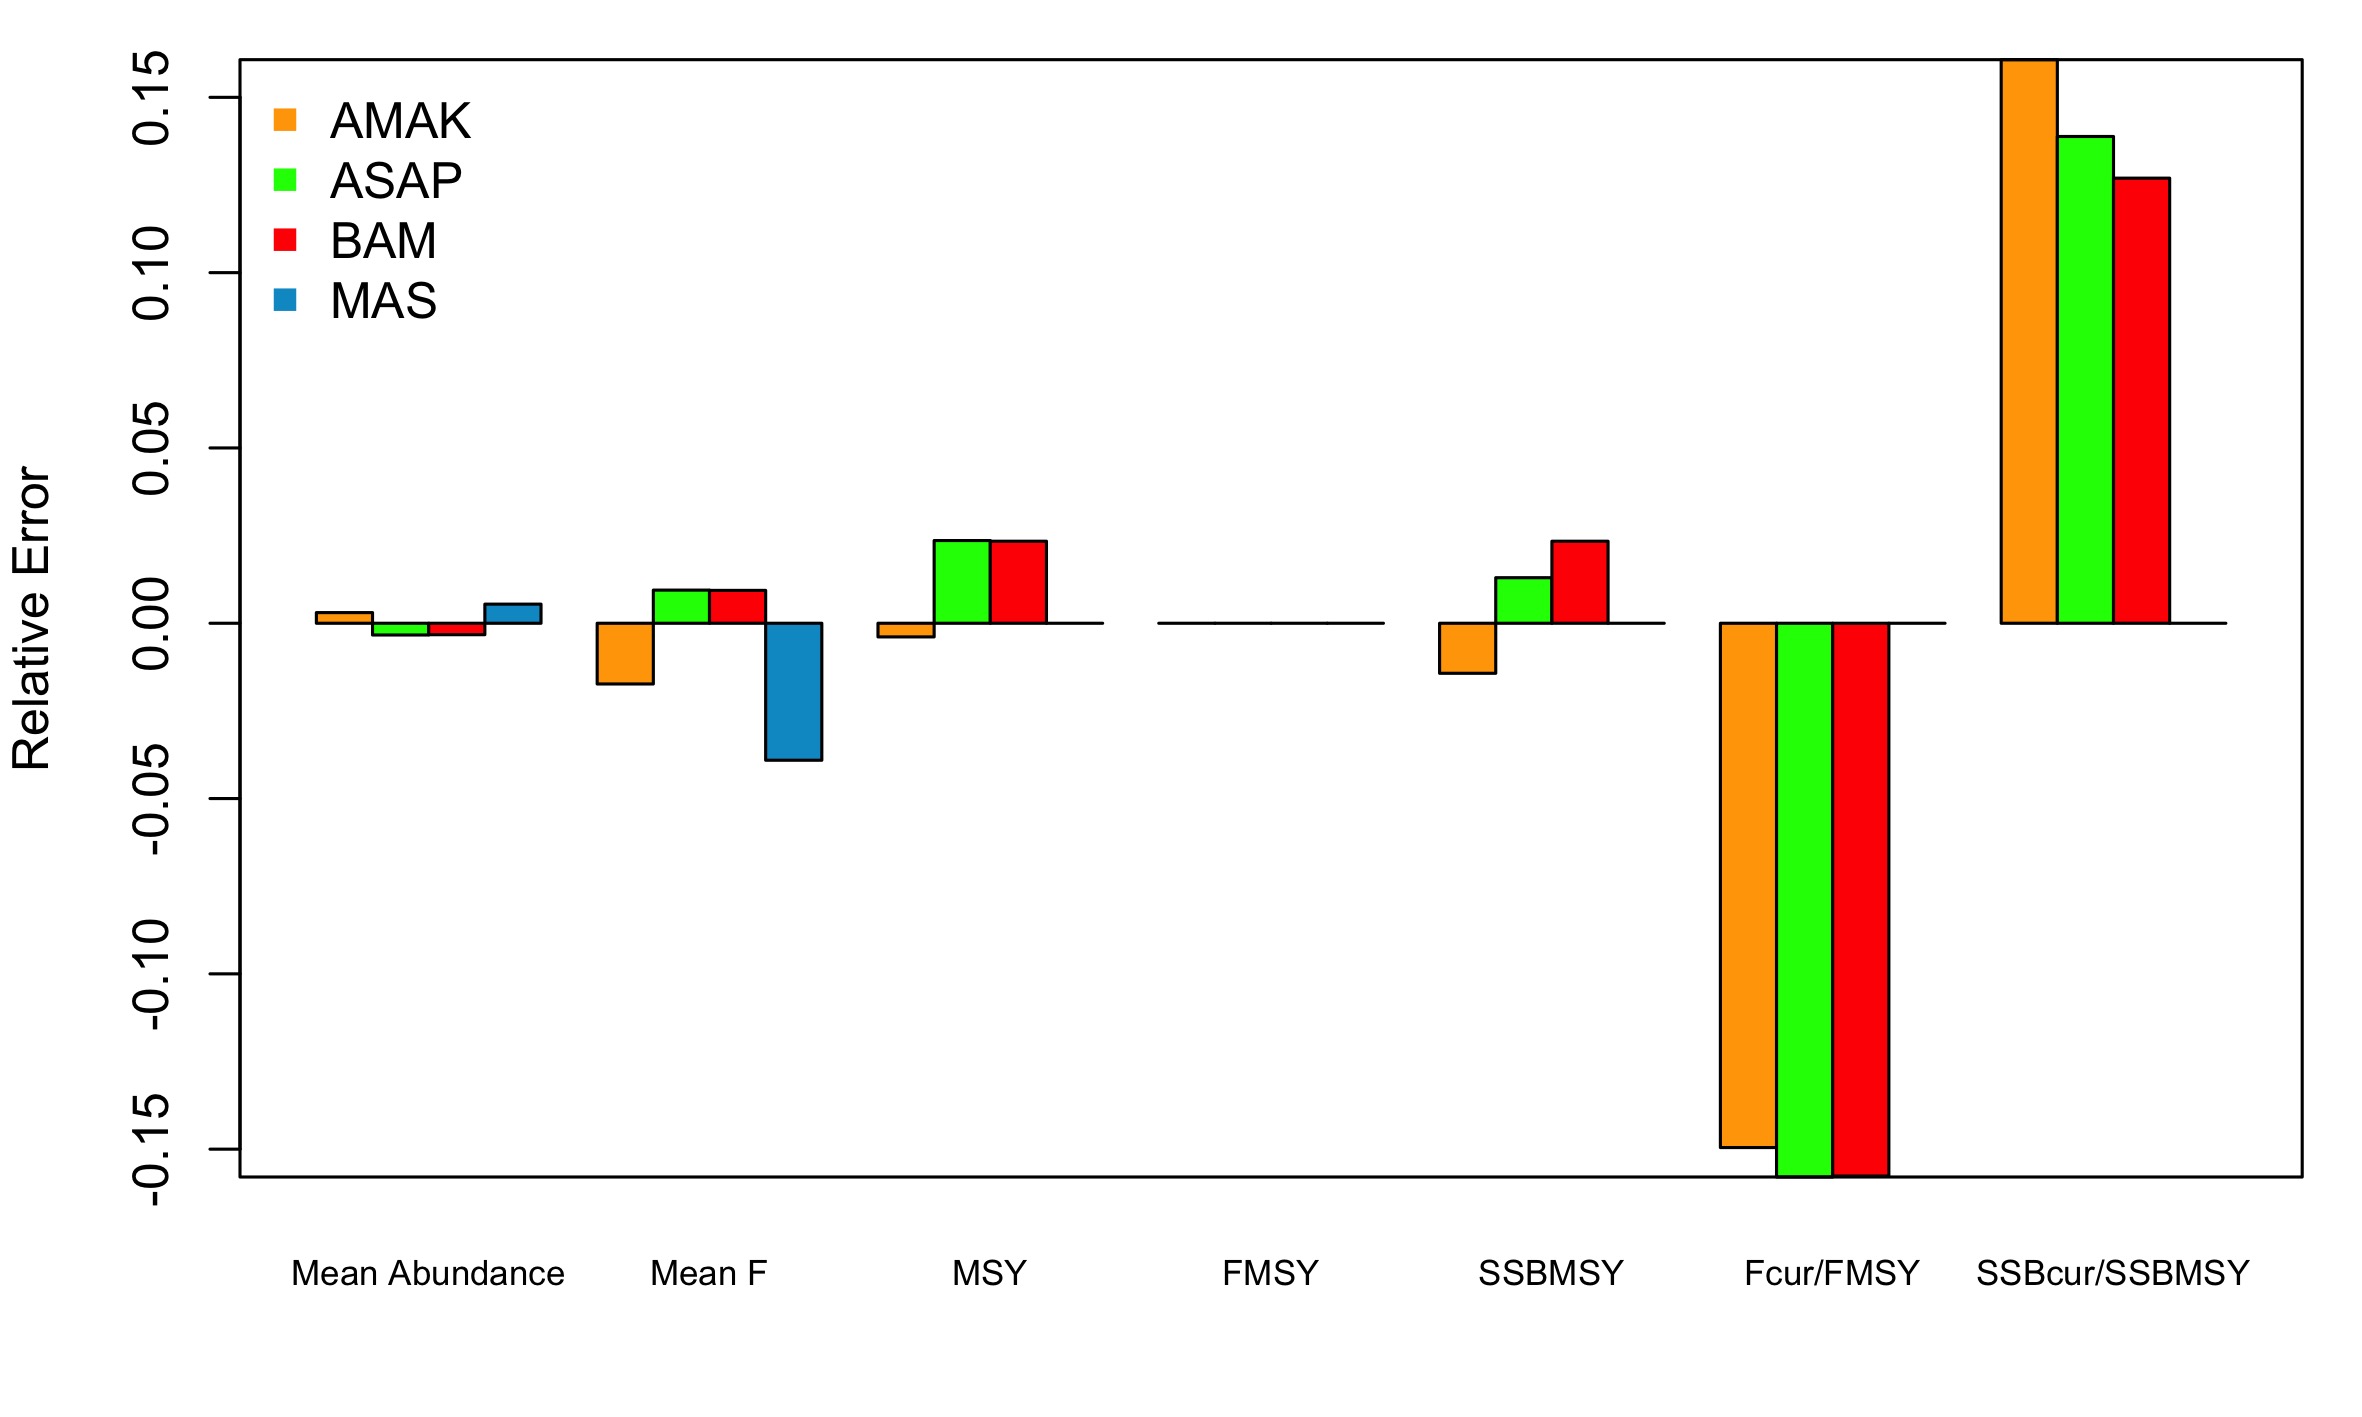 AMAK
ASAP
BAM
MAS
Relative Error
0.15
0.10
0.05
0.00
-0.05
-0.10
-0.15
Mean Abundance Mean F MSY FMSY SSBMSY Fcur/FMSY SSBcur/SSBMSY